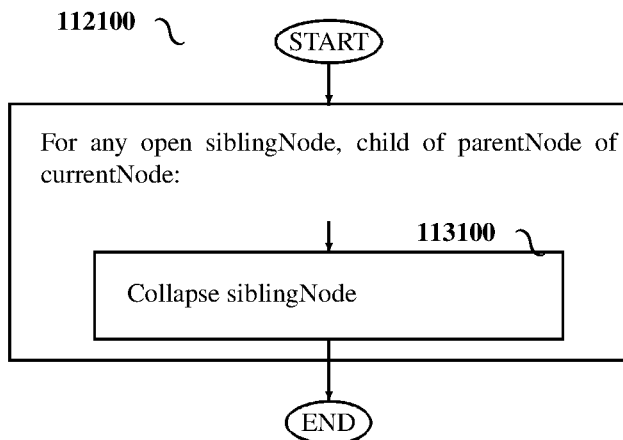 112100
START
For any open siblingNode, child of parentNode of
currentNode:
113100
Collapse siblingNode
END